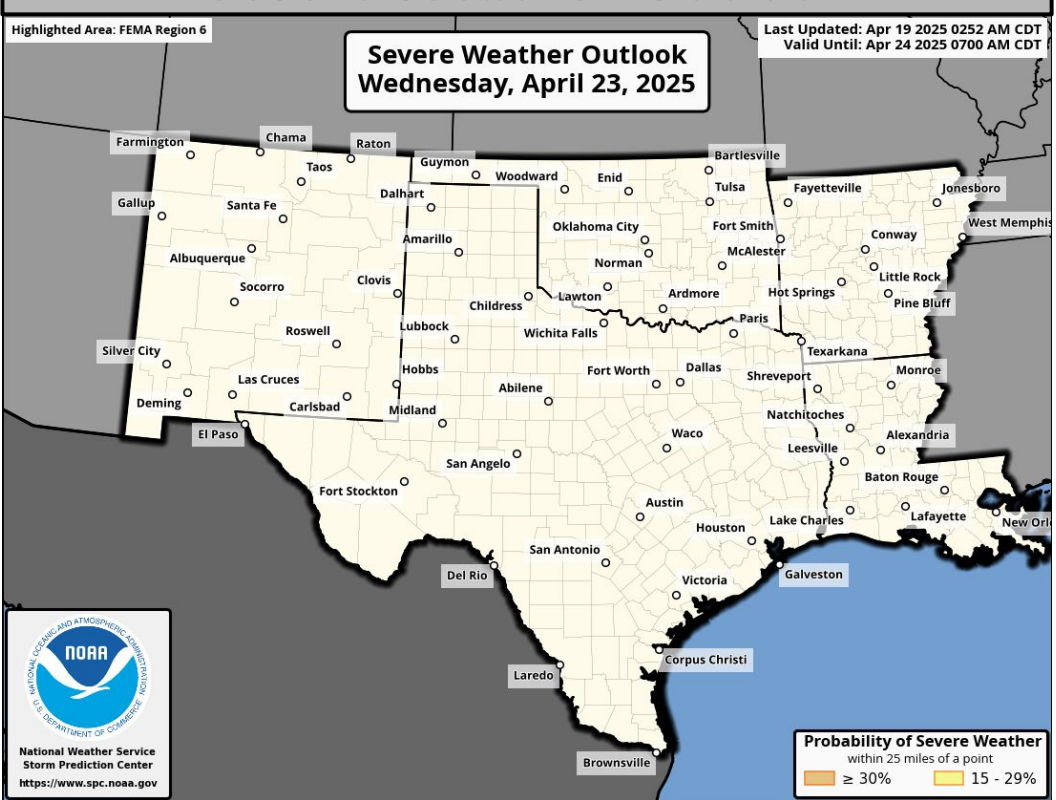 Highlighted Area: FEMA Region 6
Severe Weather Outlook
Wednesday, April 23, 2025
Last Updated: Apr 19 2025 0252 AM CDT
Valid Until: Apr 24 2025 0700 AM CDT
Farmington
Chama
Raton
Taos
Guymon
Woodward
Enid
Bartlesville
Tulsa
Fayetteville
Jonesboro
Gallup
Santa Fe
Dalhart
Oklahoma City
Fort Smith
Conway
West Memphis
Albuquerque
Amarillo
Norman
McAlester
Socorro
Clovis
Childress
Lawton
Ardmore
Hot Springs
Little Rock
Pine Bluff
Roswell
Lubbock
Wichita Falls
Paris
Texarkana
Silver City
Las Cruces
Hobbs
Abilene
Fort Worth
Dallas
Shreveport
Monroe
Deming
Carlsbad
Midland
Natchitoches
El Paso
Waco
Leesville
Alexandria
San Angelo
Fort Stockton
Baton Rouge
Austin
Houston
Lake Charles
Lafayette
New Orl
Del Rio
San Antonio
Victoria
Galveston
Laredo
Corpus Christi
Brownsville
NATIONAL OCEANIC AND ATMOSPHERIC ADMINISTRATION
NOAA
U.S. DEPARTMENT OF COMMERCE
National Weather Service
Storm Prediction Center
https://www.spc.noaa.gov
Probability of Severe Weather
within 25 miles of a point
≥ 30%
15 - 29%